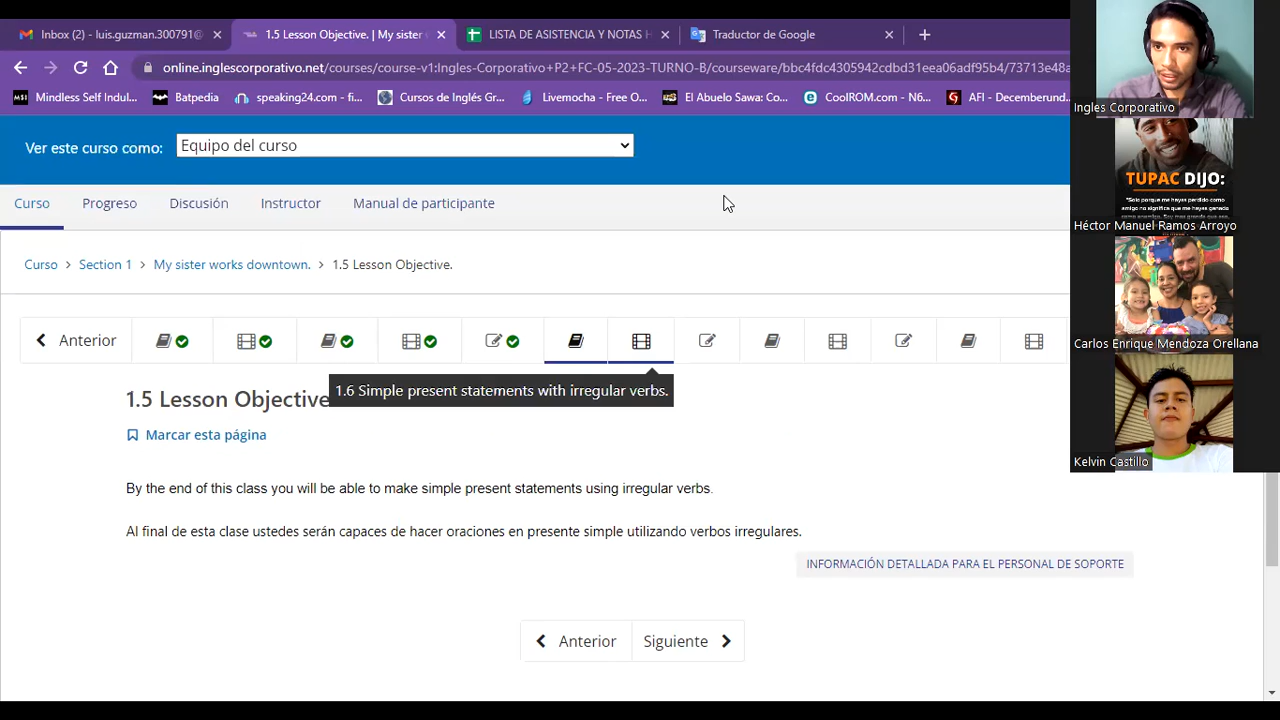 Inbox (2) - luis.guzman.300791@
1.5 Lesson Objective. | My sister
LISTA DE ASISTENCIA Y NOTAS H
Traductor de Google
online.inglescorporativo.net/courses/course-v1:Ingles-Corporativo+P2+FC-05-2023-TURNO-B/courseware/bbc4fdc4305942cdbd31eea06adf95b4/73713e48a
Mindless Self Indul...
Batpedia
speaking24.com - fi...
Cursos de Inglés Gr...
Livemocha - Free O...
El Abuelo Sawa: Co...
CoolROM.com - N6...
AFI - Decemberund
Ver este curso como:
Equipo del curso
Curso
Progreso
Discusión
Instructor
Manual de participante
Curso > Section 1 > My sister works downtown. > 1.5 Lesson Objective.
Anterior
1.6 Simple present statements with irregular verbs.
1.5 Lesson Objective
Marcar esta página
By the end of this class you will be able to make simple present statements using irregular verbs.
Al final de esta clase ustedes serán capaces de hacer oraciones en presente simple utilizando verbos irregulares.
INFORMACIÓN DETALLADA PARA EL PERSONAL DE SOPORTE
Anterior
Siguiente
Ingles Corporativo
TUPAC DIJO:
Héctor Manuel Ramos Arroyo
Carlos Enrique Mendoza Orellana
Kelvin Castillo